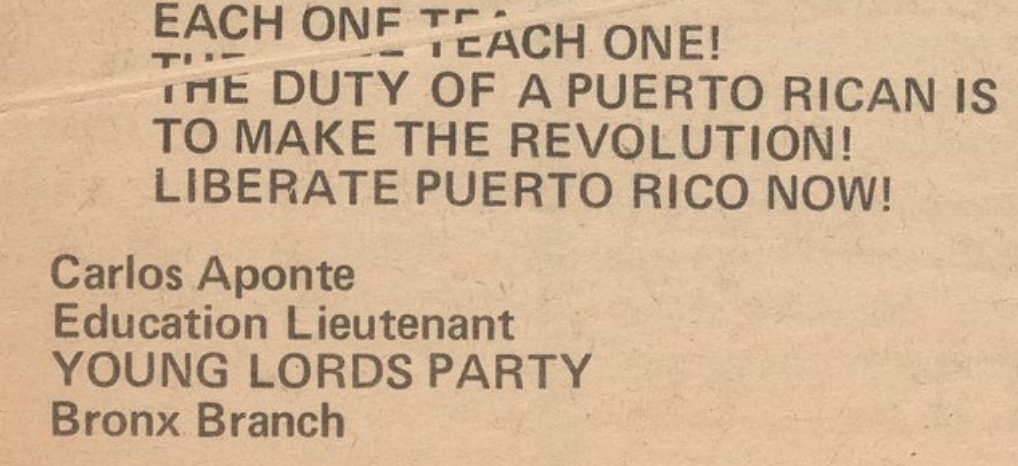 EACH ONE TEACH ONE!
THE DUTY OF A PUERTO RICAN IS
TO MAKE THE REVOLUTION!
LIBERATE PUERTO RICO NOW!
Carlos Aponte
Education Lieutenant
YOUNG LORDS PARTY
Bronx Branch